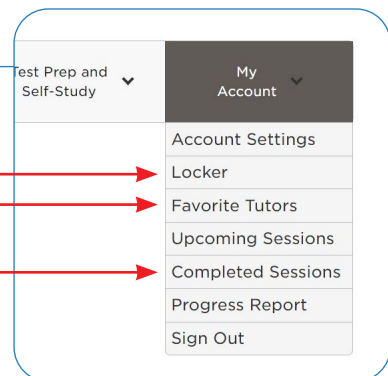 Test Prep and
Self-Study
My
Account
Account Settings
Locker
Favorite Tutors
Upcoming Sessions
Completed Sessions
Progress Report
Sign Out